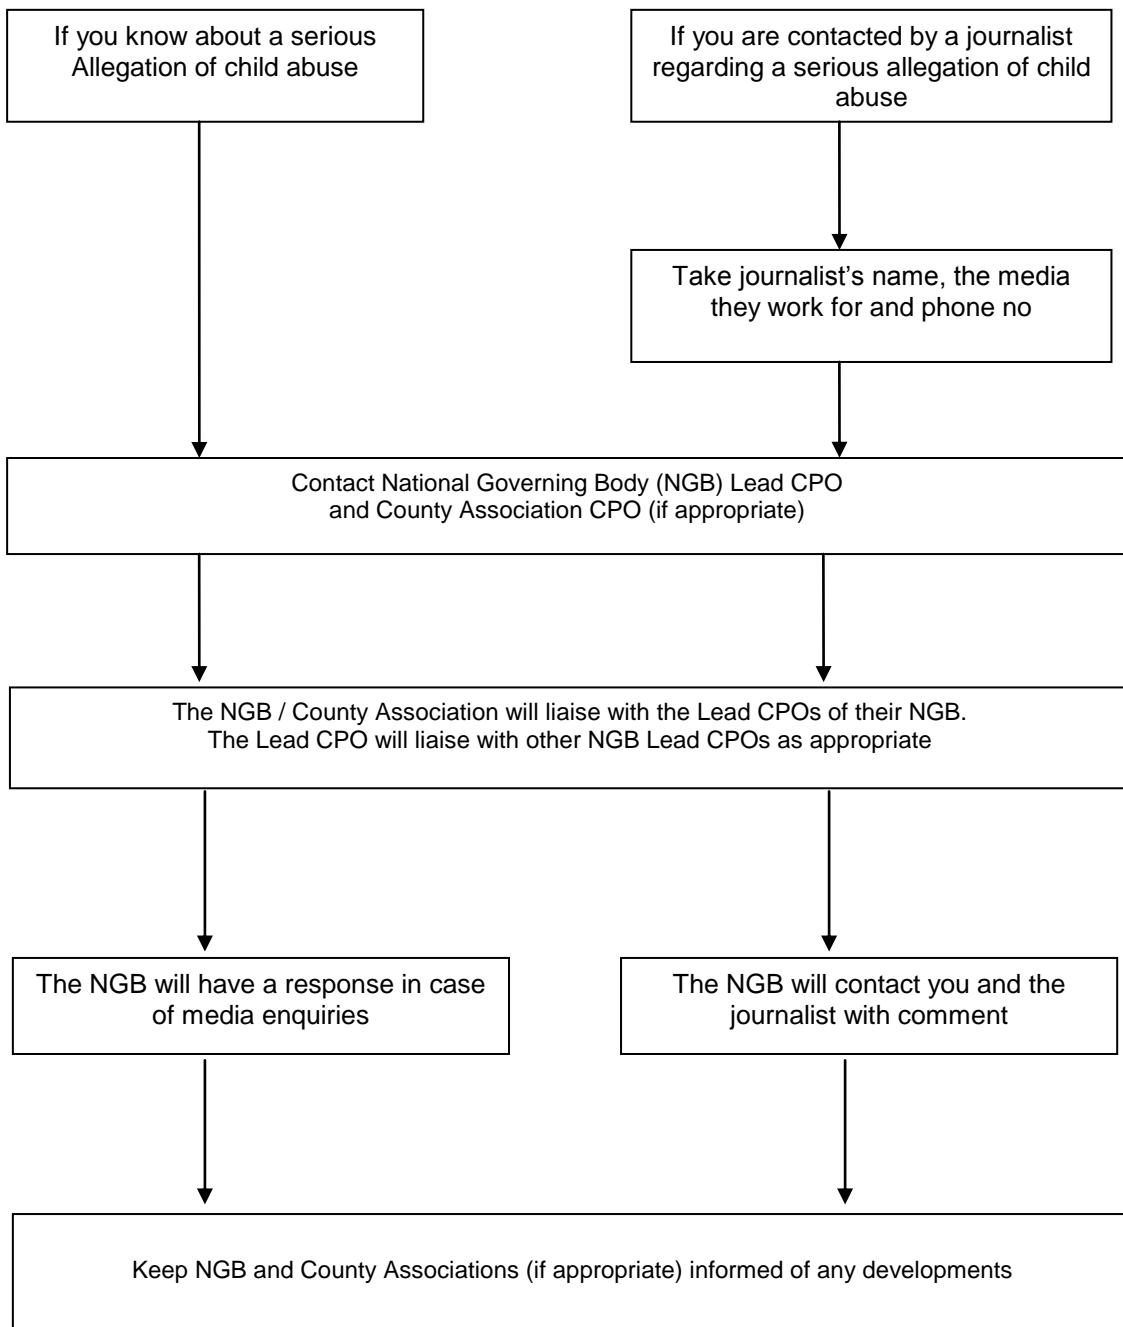 If you know about a serious
Allegation of child abuse
If you are contacted by a journalist
regarding a serious allegation of child
abuse
Take journalist’s name, the media
they work for and phone no
Contact National Governing Body (NGB) Lead CPO
and County Association CPO (if appropriate)
The NGB / County Association will liaise with the Lead CPOs of their NGB.
The Lead CPO will liaise with other NGB Lead CPOs as appropriate
The NGB will have a response in case
of media enquiries
The NGB will contact you and the
journalist with comment
Keep NGB and County Associations (if appropriate) informed of any developments